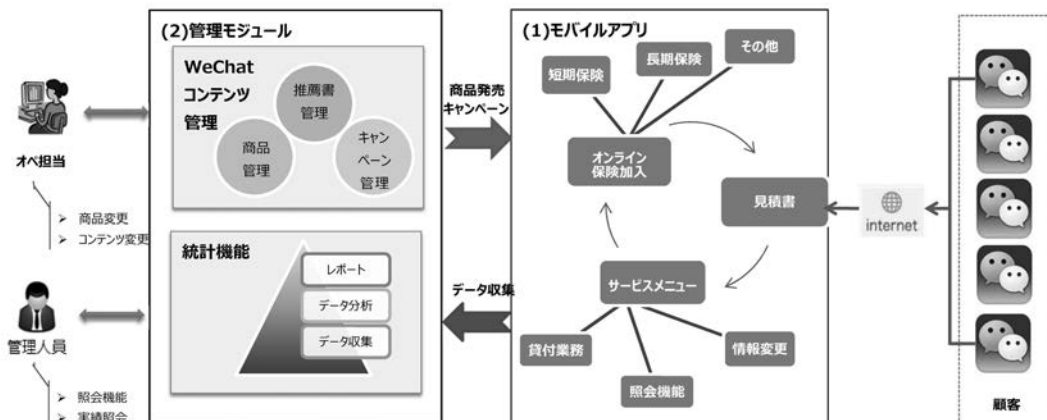 (2)管理モジュール
WeChat
コンテンツ
管理
推薦書
管理
商品
管理
キャン
ペーン
管理
統計機能
レポート
データ分析
データ収集
オペ担当
商品変更
コンテンツ変更
管理人員
照会機能
実績照会
商品発売
キャンペーン
データ収集
(1)モバイルアプリ
短期保険
長期保険
その他
オンライン
保険加入
見積書
サービスメニュー
貸付業務
照会機能
情報変更
internet
顧客